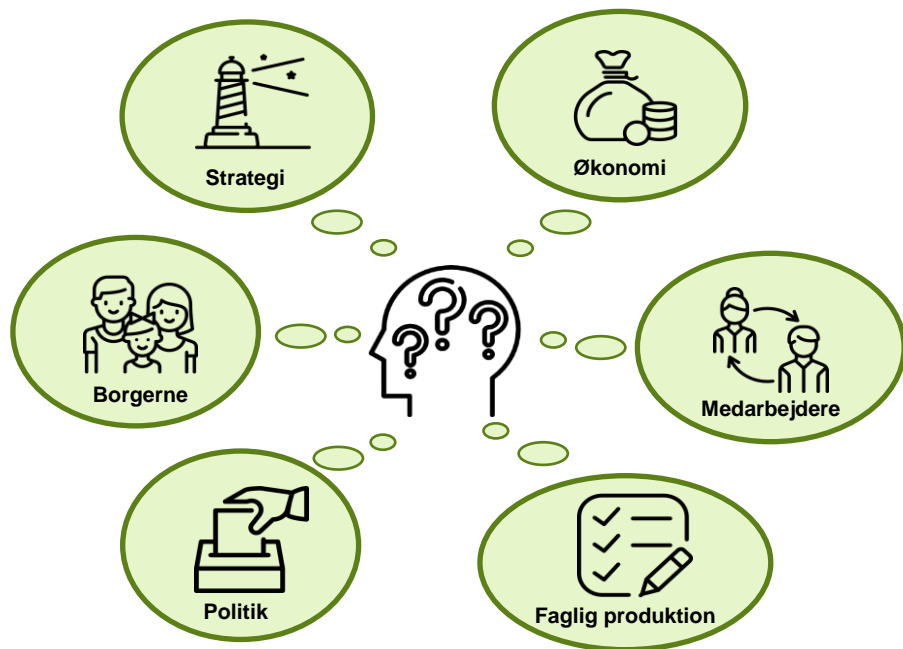 Strategi
Økonomi
Borgerne
Medarbejdere
Politik
Faglig produktion